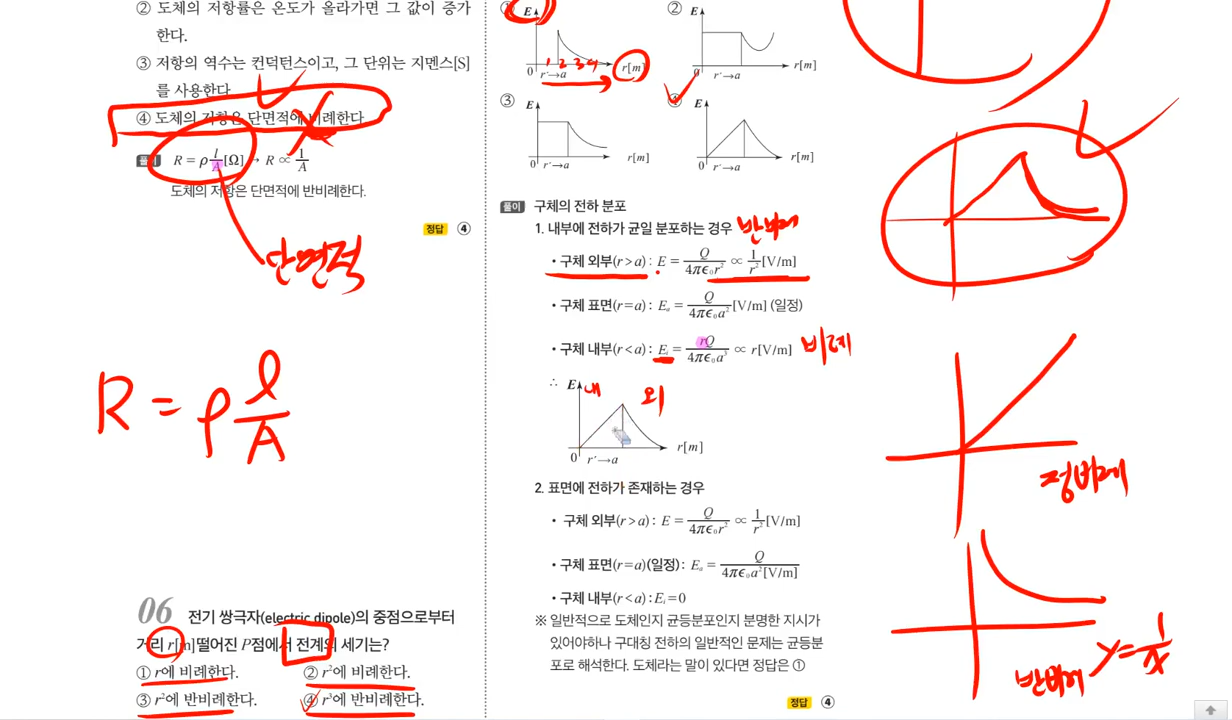 ② 도체의 저항률은 온도가 올라가면 그 값이 증가
한다.
③ 저항의 역수는 컨덕턴스이고, 그 단위는 지멘스[S]
를 사용한다.
④ 도체의 저항은 단면적에 비례한다.
풀이 R = ρ l/A [Ω] → R ∝ 1/A
도체의 저항은 단면적에 반비례한다.
정답 ④
단면적
R = ρ l/A
06 전기 쌍극자(electric dipole)의 중점으로부터
거리 r[m]떨어진 P점에서 전계의 세기는?
① r에 비례한다. ② r²에 비례한다.
③ r²에 반비례한다. ④ r³에 반비례한다.
① E
1 2 3 4
0 r′→a r[m]
② E
0 r′→a r[m]
③ E
0 r′→a r[m]
④ E
0 r′→a r[m]
풀이 구체의 전하 분포
1. 내부에 전하가 균일 분포하는 경우 반비례
• 구체 외부(r>a) : E = Q/4πϵ₀r² ∝ 1/r² [V/m]
• 구체 표면(r=a) : Eₐ = Q/4πϵ₀a² [V/m] (일정)
• 구체 내부(r<a) : Eᵢ = rQ/4πϵ₀a³ ∝ r[V/m] 비례
∴ E 내 외
0 r′→a r[m]
2. 표면에 전하가 존재하는 경우
• 구체 외부(r>a) : E = Q/4πϵ₀r² ∝ 1/r² [V/m]
• 구체 표면(r=a)(일정) : Eₐ = Q/4πϵ₀a²[V/m]
• 구체 내부(r<a) : Eᵢ=0
※ 일반적으로 도체인지 균등분포인지 분명한 지시가
있어야하나 구대칭 전하의 일반적인 문제는 균등분
포로 해석한다. 도체라는 말이 있다면 정답은 ①
정답 ④
정비례
반비례 y = 1/x